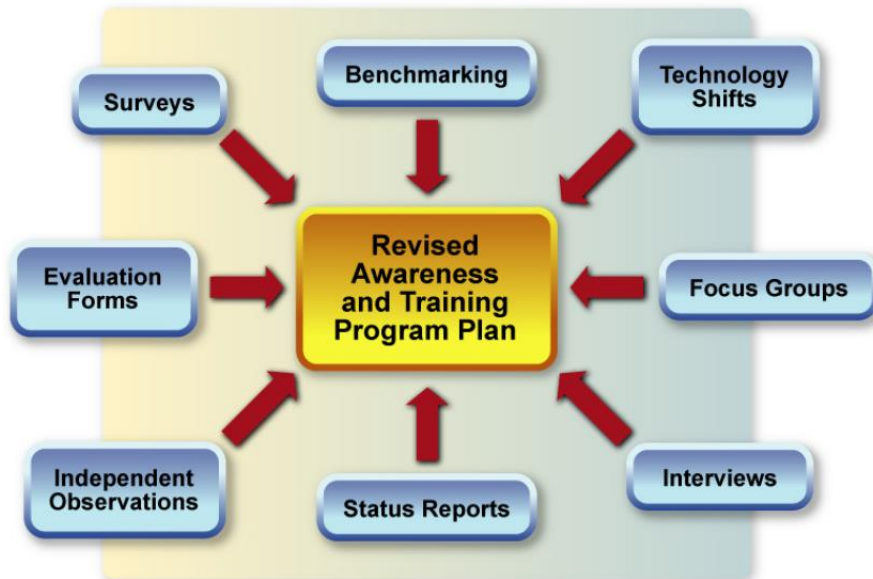 Surveys
Benchmarking
Technology
Shifts
Evaluation
Forms
Revised
Awareness
and Training
Program Plan
Focus Groups
Independent
Observations
Status Reports
Interviews